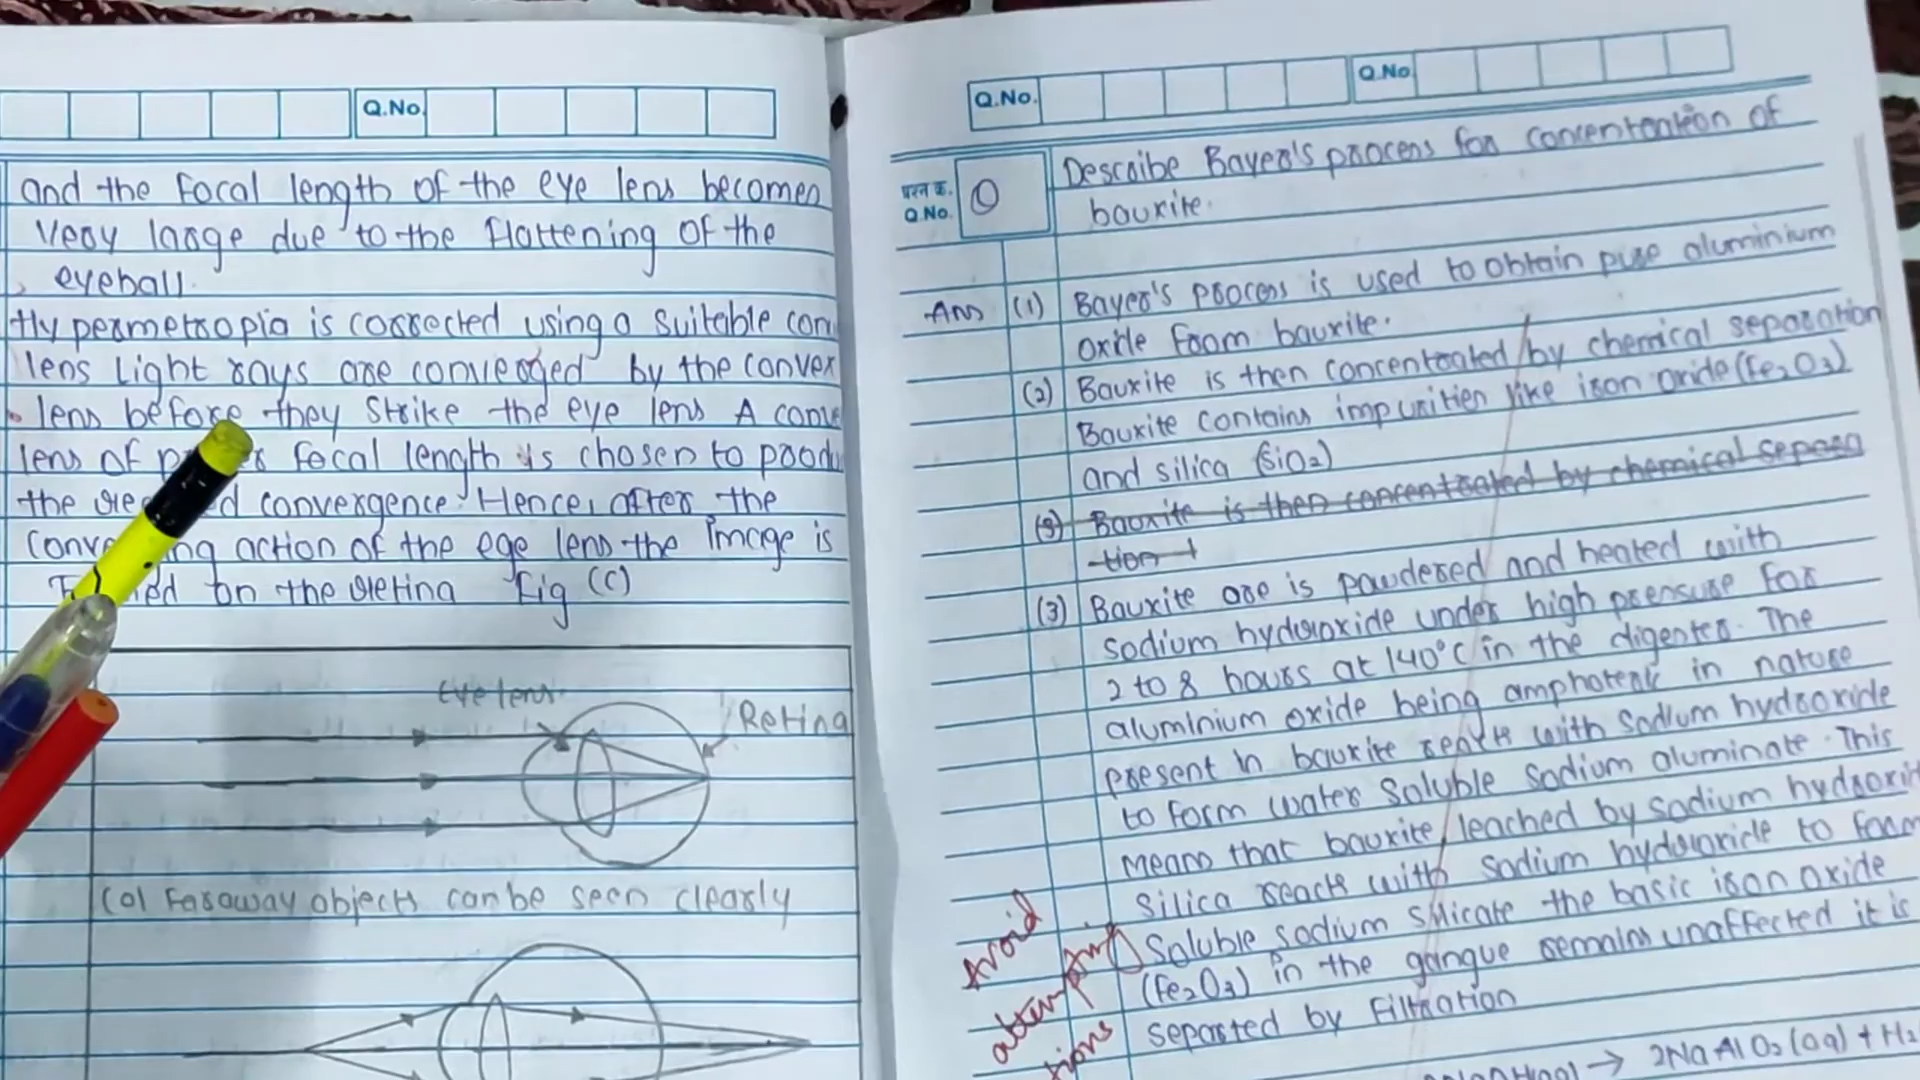 Q.No.
and the focal length of the eye lens becomes
very large due to the flattening of the
eyeball.
Hypermetropia is corrected using a suitable con
lens Light rays are converged by the convex
lens before they strike the eye lens A conve
lens of focal length is chosen to produ
the convergence. Hence, after the
action of the eye lens the image is
on the retina Fig (c)
Eye lens.
Retina
(a) Faraway objects can be seen clearly
Q.No.
Q.No.
प्रश्न क्र.
Q.No.
Describe Bayer's process for concentration of
bauxite.
Ans (1) Bayer's process is used to obtain pure aluminium
oxide from bauxite.
(2) Bauxite is then concentrated by chemical separation
Bauxite contains impurities like iron oxide (Fe2O3)
and silica (SiO2)
(3) Bauxite is then concentrated by chemical separa
-tion
(3) Bauxite ore is powdered and heated with
sodium hydroxide under high pressure for
2 to 8 hours at 140°C in the digester. The
aluminium oxide being amphoteric in nature
present in bauxite reacts with sodium hydroxide
to form water soluble sodium aluminate. This
means that bauxite leached by sodium hydroxi
Silica reacts with sodium hydroxide to form
Soluble sodium silicate the basic iron oxide
(Fe2O3) in the gangue remains unaffected it is
separted by filtration
→ 2NaAlO2(aq) + H2
Avoid